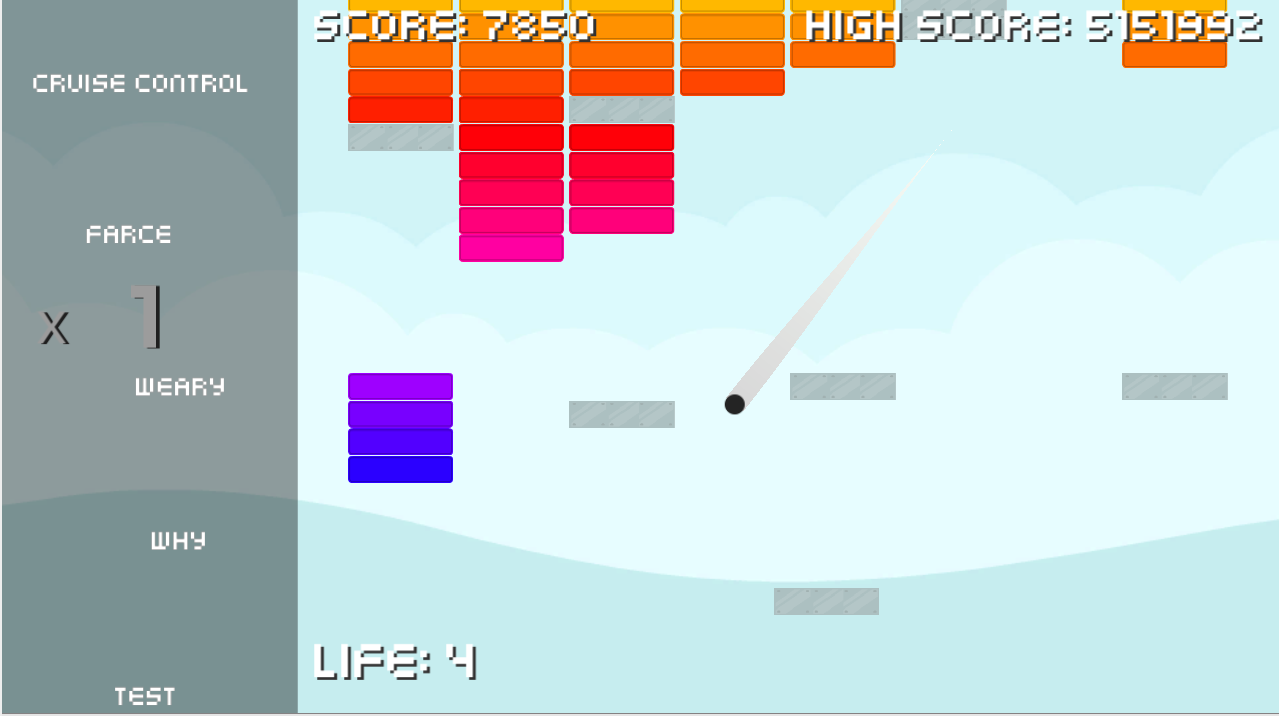 SCORE: 7850
HIGH SCORE: 5151992
CRUISE CONTROL
FARCE
x 1
WEARY
WHY
LIFE: 4
TEST